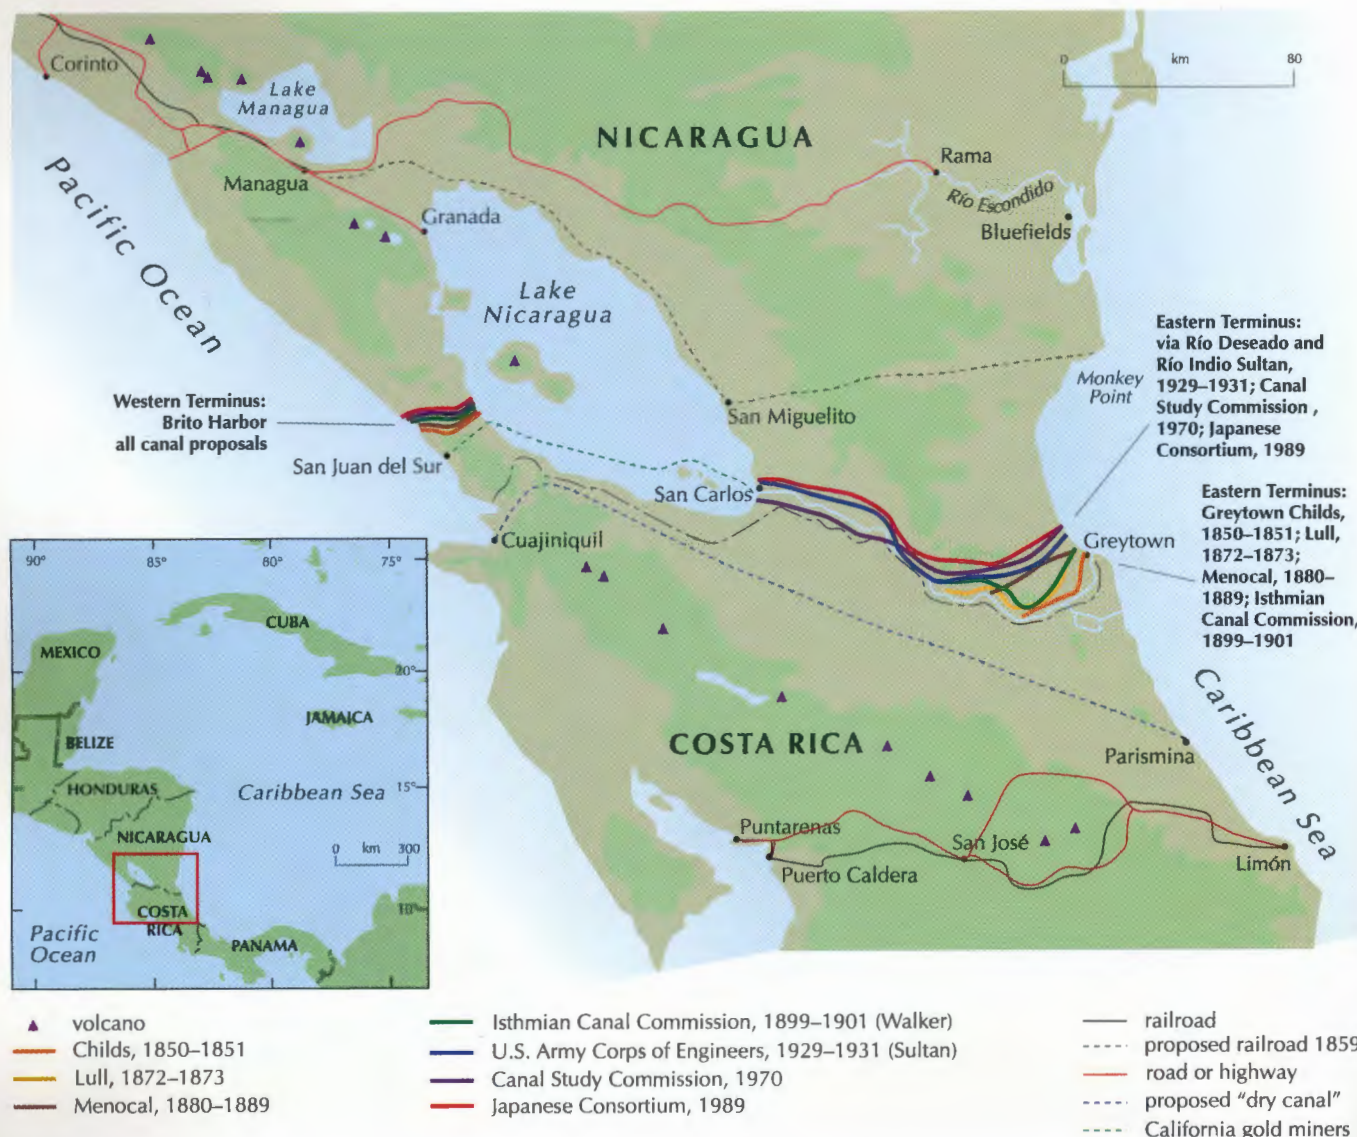 Corinto
Lake
Managua
NICARAGUA
0 km 80
Rama
Río Escondido
Bluefields
Managua
Granada
Pacific Ocean
Lake
Nicaragua
Eastern Terminus:
via Río Deseado and
Río Indio Sultan,
1929–1931; Canal
Study Commission ,
1970; Japanese
Consortium, 1989
Monkey
Point
Western Terminus:
Brito Harbor
all canal proposals
San Miguelito
San Juan del Sur
San Carlos
Eastern Terminus:
Greytown Childs,
1850–1851; Lull,
1872–1873;
Menocal, 1880–
1889; Isthmian
Canal Commission,
1899–1901
Greytown
Cuajiniquil
Caribbean Sea
COSTA RICA
Parismina
Puntarenas
San José
Puerto Caldera
Limón
90° 85° 75°
CUBA
MEXICO
20°
JAMAICA
BELIZE
HONDURAS
Caribbean Sea
15°
NICARAGUA
0 km 300
COSTA
RICA
10°
Pacific
Ocean
PANAMA
volcano
Childs, 1850–1851
Lull, 1872–1873
Menocal, 1880–1889
Isthmian Canal Commission, 1899–1901 (Walker)
U.S. Army Corps of Engineers, 1929–1931 (Sultan)
Canal Study Commission, 1970
Japanese Consortium, 1989
railroad
proposed railroad 1859
road or highway
proposed “dry canal”
California gold miners